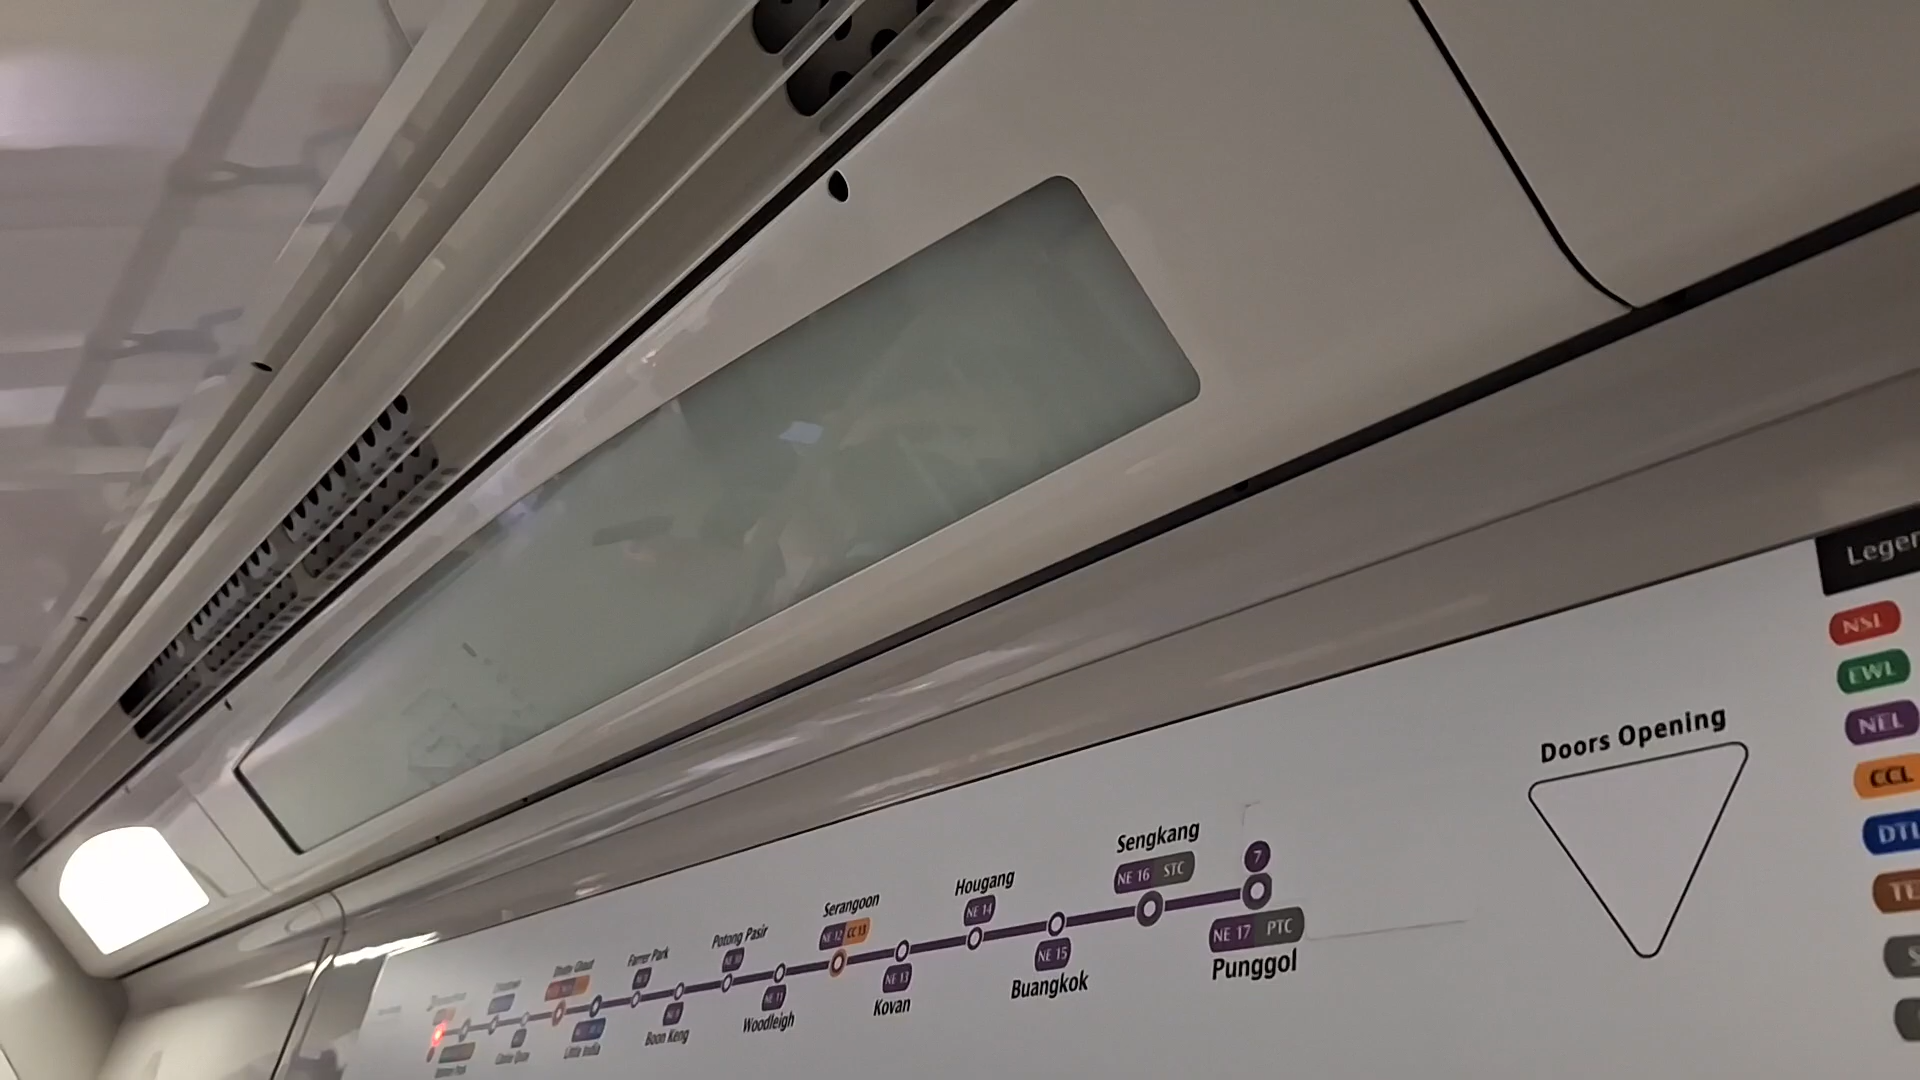 Legen
NSL
EWL
NEL
CCL
DTL
TE
S
Doors Opening
Sengkang
NE 16 STC
7
NE 17 PTC
Punggol
Hougang
NE 14
NE 15
Buangkok
Serangoon
NE 12 CC 13
NE 13
Kovan
Potong Pasir
NE 10
NE 11
Woodleigh
Farrer Park
Boon Keng
Little India